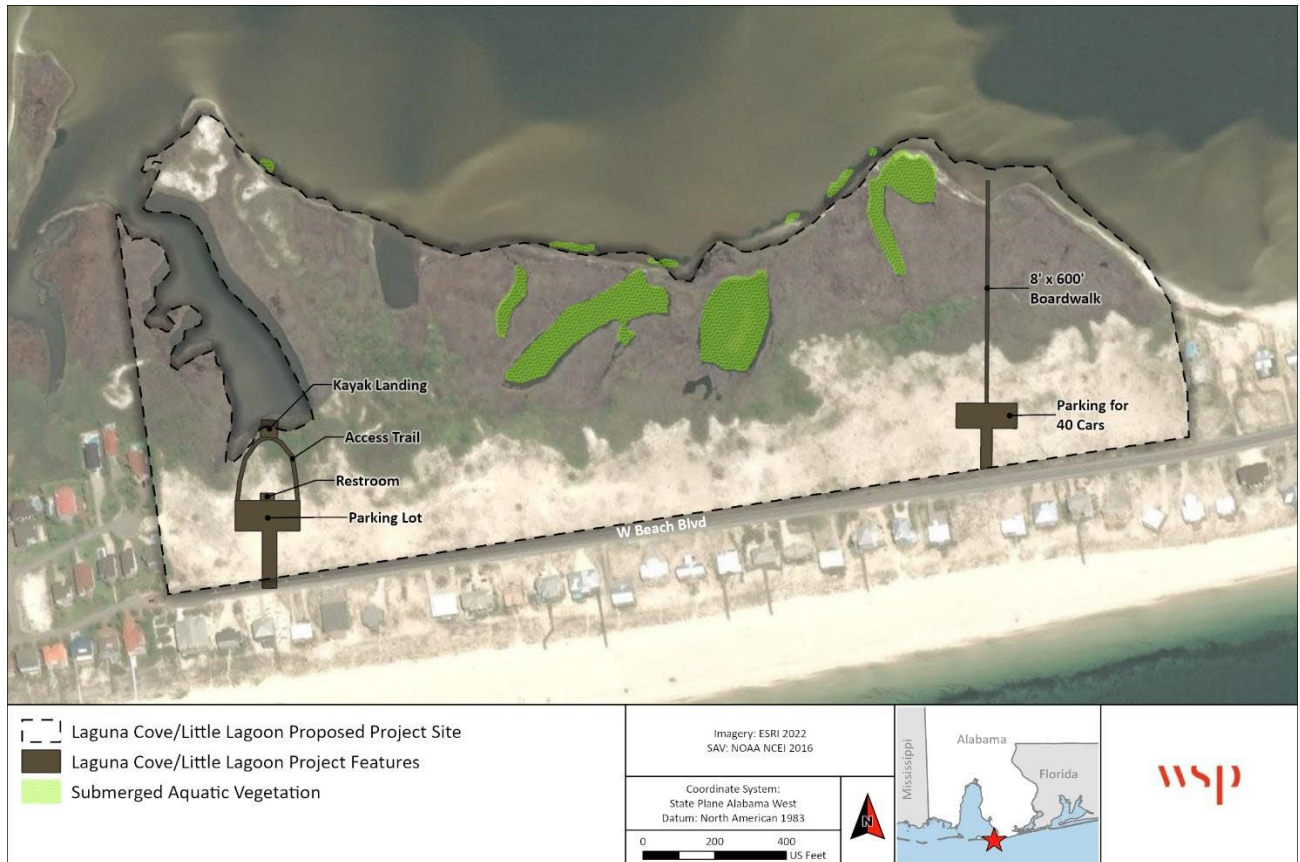 8' x 600'
Boardwalk
Kayak Landing
Access Trail
Restroom
Parking Lot
Parking for
40 Cars
W Beach Blvd
Laguna Cove/Little Lagoon Proposed Project Site
Laguna Cove/Little Lagoon Project Features
Submerged Aquatic Vegetation
Imagery: ESRI 2022
SAV: NOAA NCEI 2016
Coordinate System:
State Plane Alabama West
Datum: North American 1983
0 200 400
US Feet
N
Mississippi
Alabama
Florida
wsp